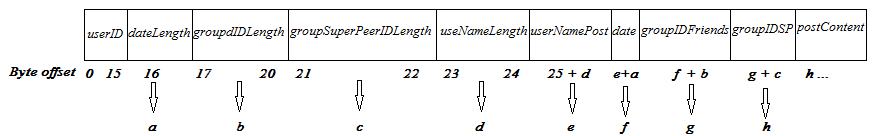 userID dateLength groupdIDLength groupSuperPeerIDLength useNameLength userNamePost date groupIDFriends groupIDSP postContent
Byte offset 0 15 16 17 20 21 22 23 24 25 + d e+a f + b g + c h ...
a b c d e f g h